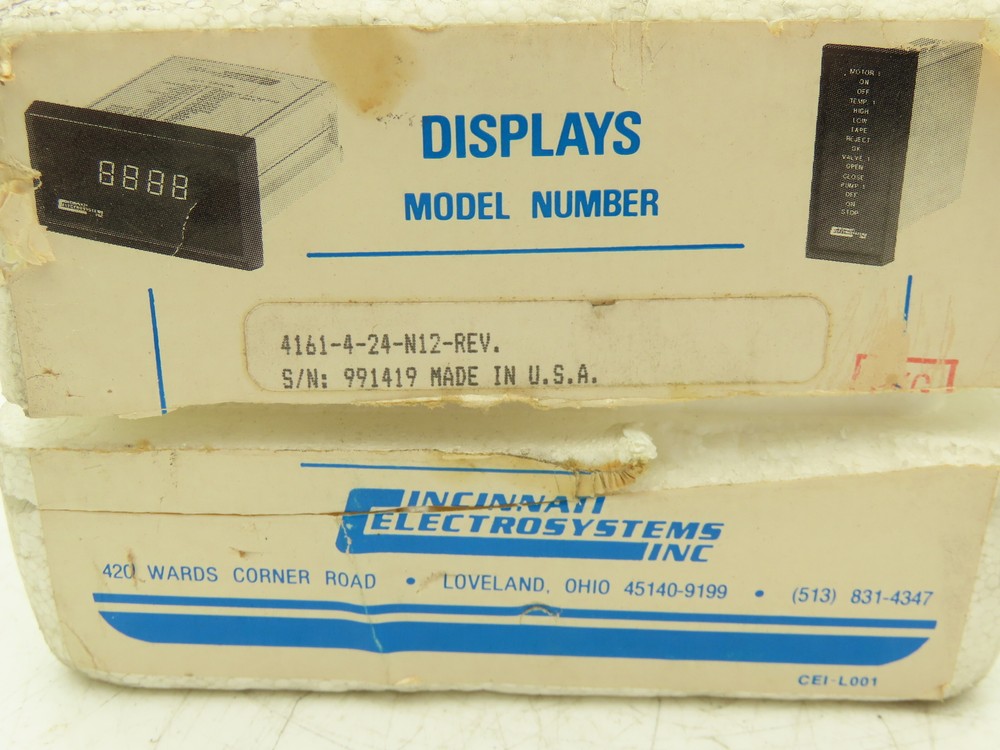 DISPLAYS
MODEL NUMBER
8888
MOTOR 1
ON
OFF
TEMP. 1
HIGH
LOW
TAPE
REJECT
OK
VALVE 1
OPEN
CLOSE
PUMP 1
OFF
ON
STOP
4161-4-24-N12-REV.
S/N: 991419 MADE IN U.S.A.
CINCINNATI
ELECTROSYSTEMS
INC
420 WARDS CORNER ROAD • LOVELAND, OHIO 45140-9199 • (513) 831-4347
CEI-L001